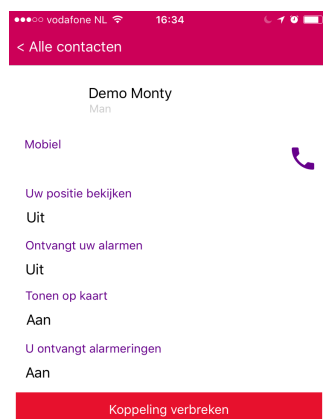 vodafone NL 16:34
< Alle contacten
Demo Monty
Man
Mobiel
Uw positie bekijken
Uit
Ontvangt uw alarmen
Uit
Tonen op kaart
Aan
U ontvangt alarmeringen
Aan
Koppeling verbreken